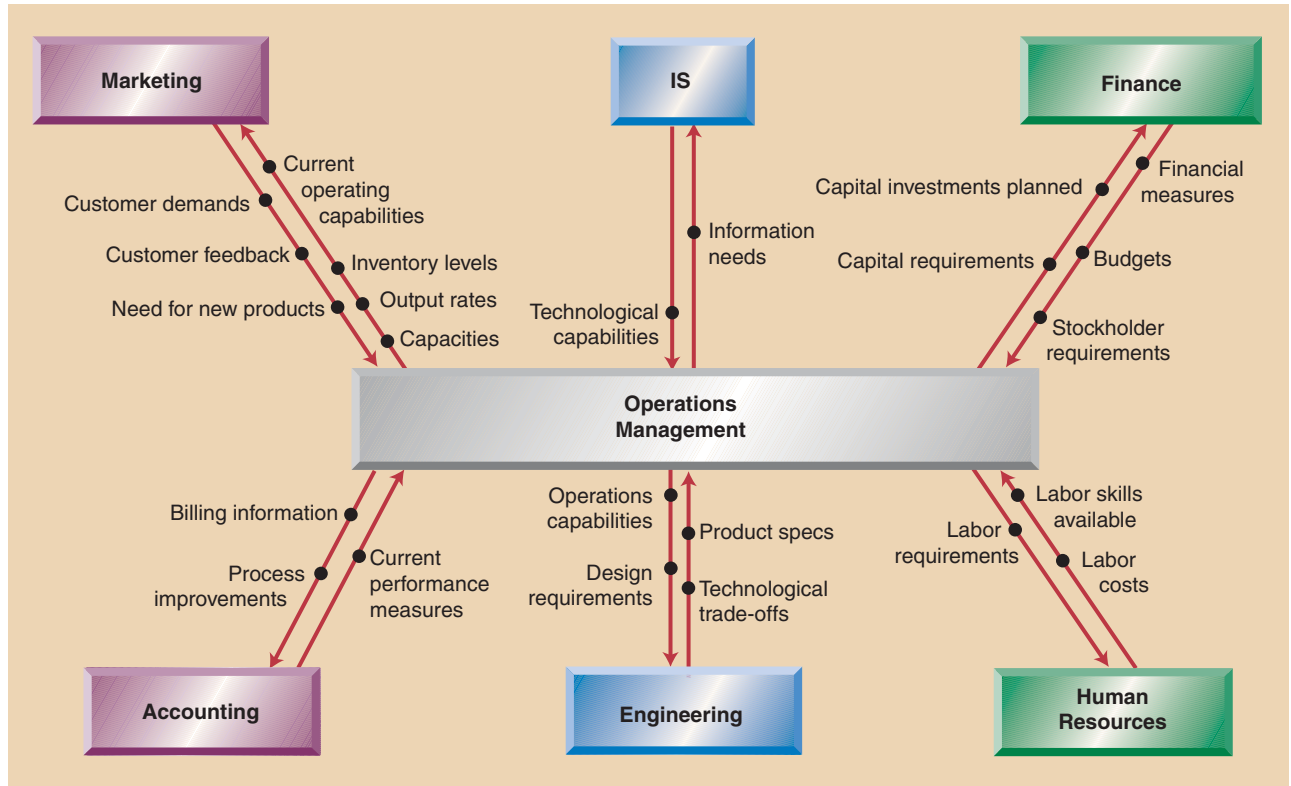 Marketing
IS
Finance
Current
operating
capabilities
Customer demands
Customer feedback
Inventory levels
Need for new products
Output rates
Capacities
Information
needs
Technological
capabilities
Capital investments planned
Financial
measures
Capital requirements
Budgets
Stockholder
requirements
Operations
Management
Billing information
Process
improvements
Current
performance
measures
Operations
capabilities
Product specs
Design
requirements
Technological
trade-offs
Labor
requirements
Labor skills
available
Labor
costs
Accounting
Engineering
Human
Resources